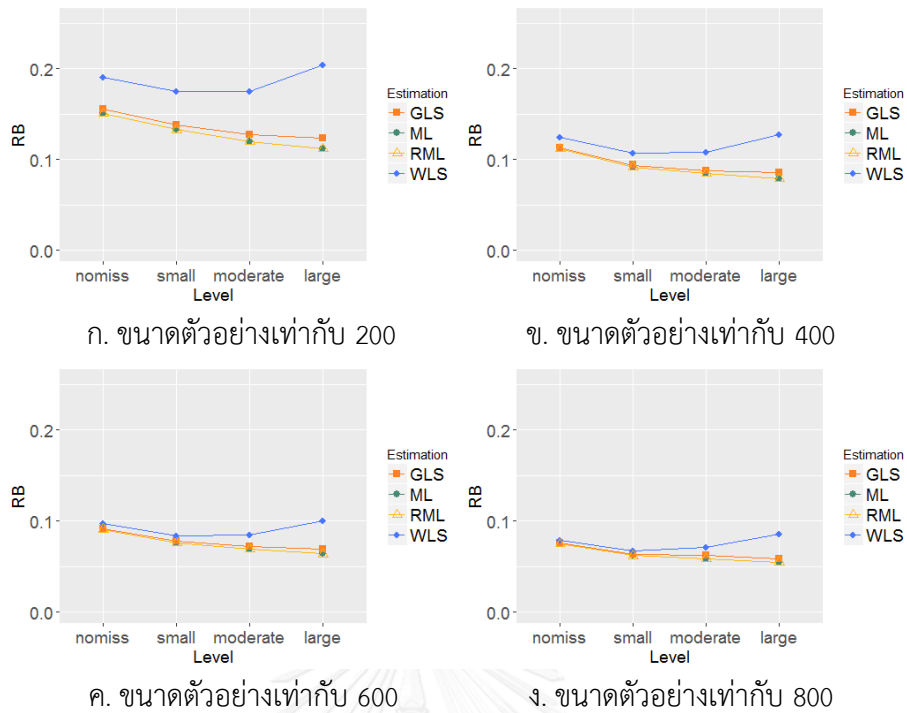 0.2
0.1
0.0
RB
nomiss small moderate large
Level
Estimation
GLS
ML
RML
WLS
ก. ขนาดตัวอย่างเท่ากับ 200
0.2
0.1
0.0
RB
nomiss small moderate large
Level
Estimation
GLS
ML
RML
WLS
ข. ขนาดตัวอย่างเท่ากับ 400
0.2
0.1
0.0
RB
nomiss small moderate large
Level
Estimation
GLS
ML
RML
WLS
ค. ขนาดตัวอย่างเท่ากับ 600
0.2
0.1
0.0
RB
nomiss small moderate large
Level
Estimation
GLS
ML
RML
WLS
ง. ขนาดตัวอย่างเท่ากับ 800